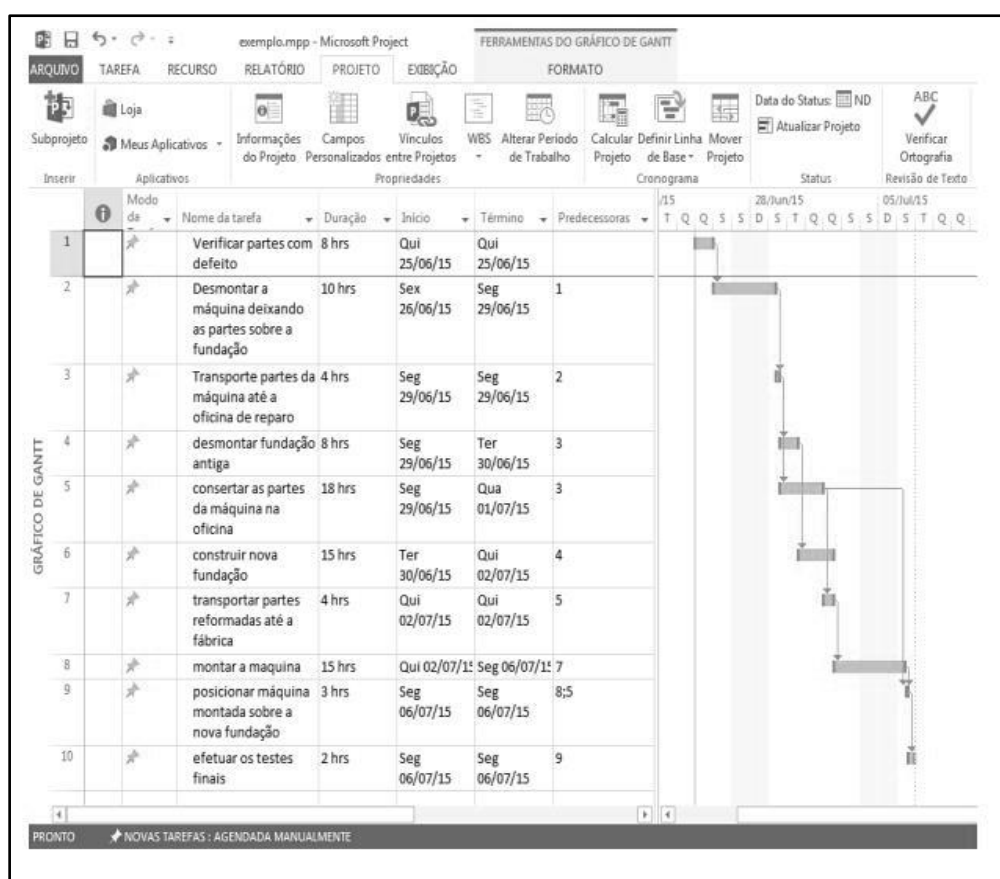 exemplo.mpp - Microsoft Project FERRAMENTAS DO GRÁFICO DE GANTT
ARQUIVO TAREFA RECURSO RELATÓRIO PROJETO EXIBIÇÃO FORMATO
Subprojeto
Loja
Meus Aplicativos
Informações
do Projeto
Campos
Personalizados
Vínculos
entre Projetos
WBS
Alterar Período
de Trabalho
Calcular
Projeto
Definir Linha
de Base
Mover
Projeto
Data do Status: ND
Atualizar Projeto
ABC
Verificar
Ortografia
Inserir Aplicativos Propriedades Cronograma Status Revisão de Texto
Modo
da Nome da tarefa Duração Início Término Predecessoras
/15 28/Jun/15 05/Jul/15
T Q Q S S D S T Q Q S S D S T Q Q
GRÁFICO DE GANTT
1 Verificar partes com 8 hrs Qui Qui
defeito 25/06/15 25/06/15
2 Desmontar a 10 hrs Sex Seg 1
máquina deixando 26/06/15 29/06/15
as partes sobre a
fundação
3 Transporte partes da 4 hrs Seg Seg 2
máquina até a 29/06/15 29/06/15
oficina de reparo
4 desmontar fundação 8 hrs Seg Ter 3
antiga 29/06/15 30/06/15
5 consertar as partes 18 hrs Seg Qua 3
da máquina na 29/06/15 01/07/15
oficina
6 construir nova 15 hrs Ter Qui 4
fundação 30/06/15 02/07/15
7 transportar partes 4 hrs Qui Qui 5
reformadas até a 02/07/15 02/07/15
fábrica
8 montar a maquina 15 hrs Qui 02/07/1 Seg 06/07/1 7
9 posicionar máquina 3 hrs Seg Seg 8;5
montada sobre a 06/07/15 06/07/15
nova fundação
10 efetuar os testes 2 hrs Seg Seg 9
finais 06/07/15 06/07/15
PRONTO NOVAS TAREFAS : AGENDADA MANUALMENTE